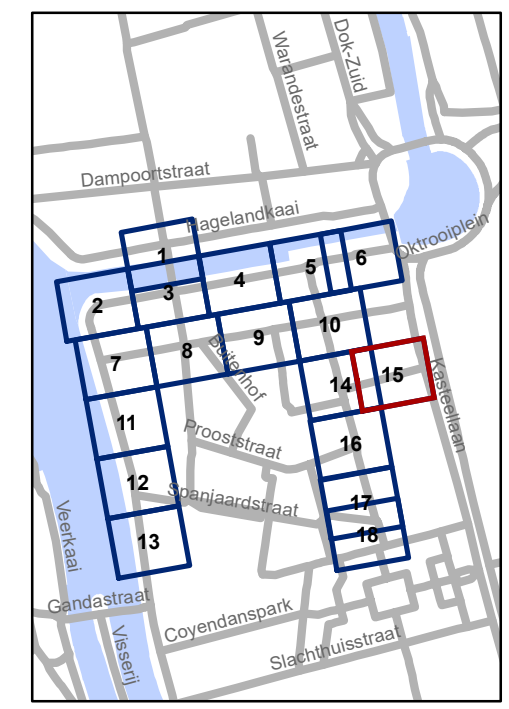 Dok-Zuid
Warandestraat
Dampoortstraat
Hagelandkaai
Oktrooiplein
1
2
3
4
5
6
7
8
9
10
Buitenhof
11
14
15
Kasteellaan
Prooststraat
16
12
Spanjaardstraat
17
Veerkaai
13
18
Gandastraat
Coyendanspark
Visserij
Slachthuisstraat